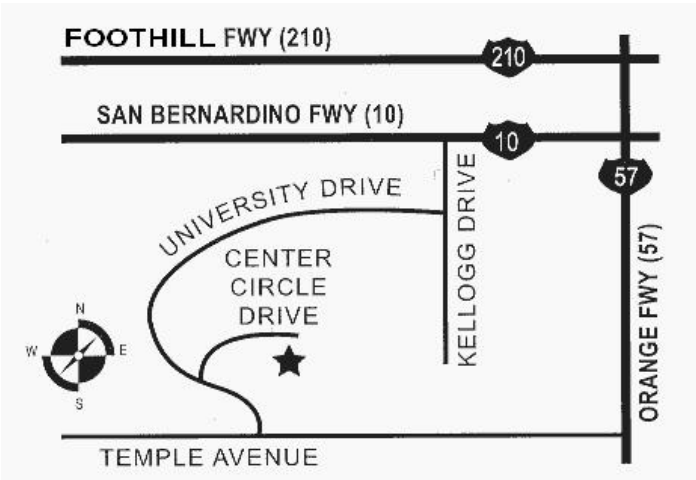 FOOTHILL FWY (210)
210
SAN BERNARDINO FWY (10)
10
57
UNIVERSITY DRIVE
KELLOGG DRIVE
CENTER
CIRCLE
DRIVE
ORANGE FWY (57)
N
W
E
S
TEMPLE AVENUE